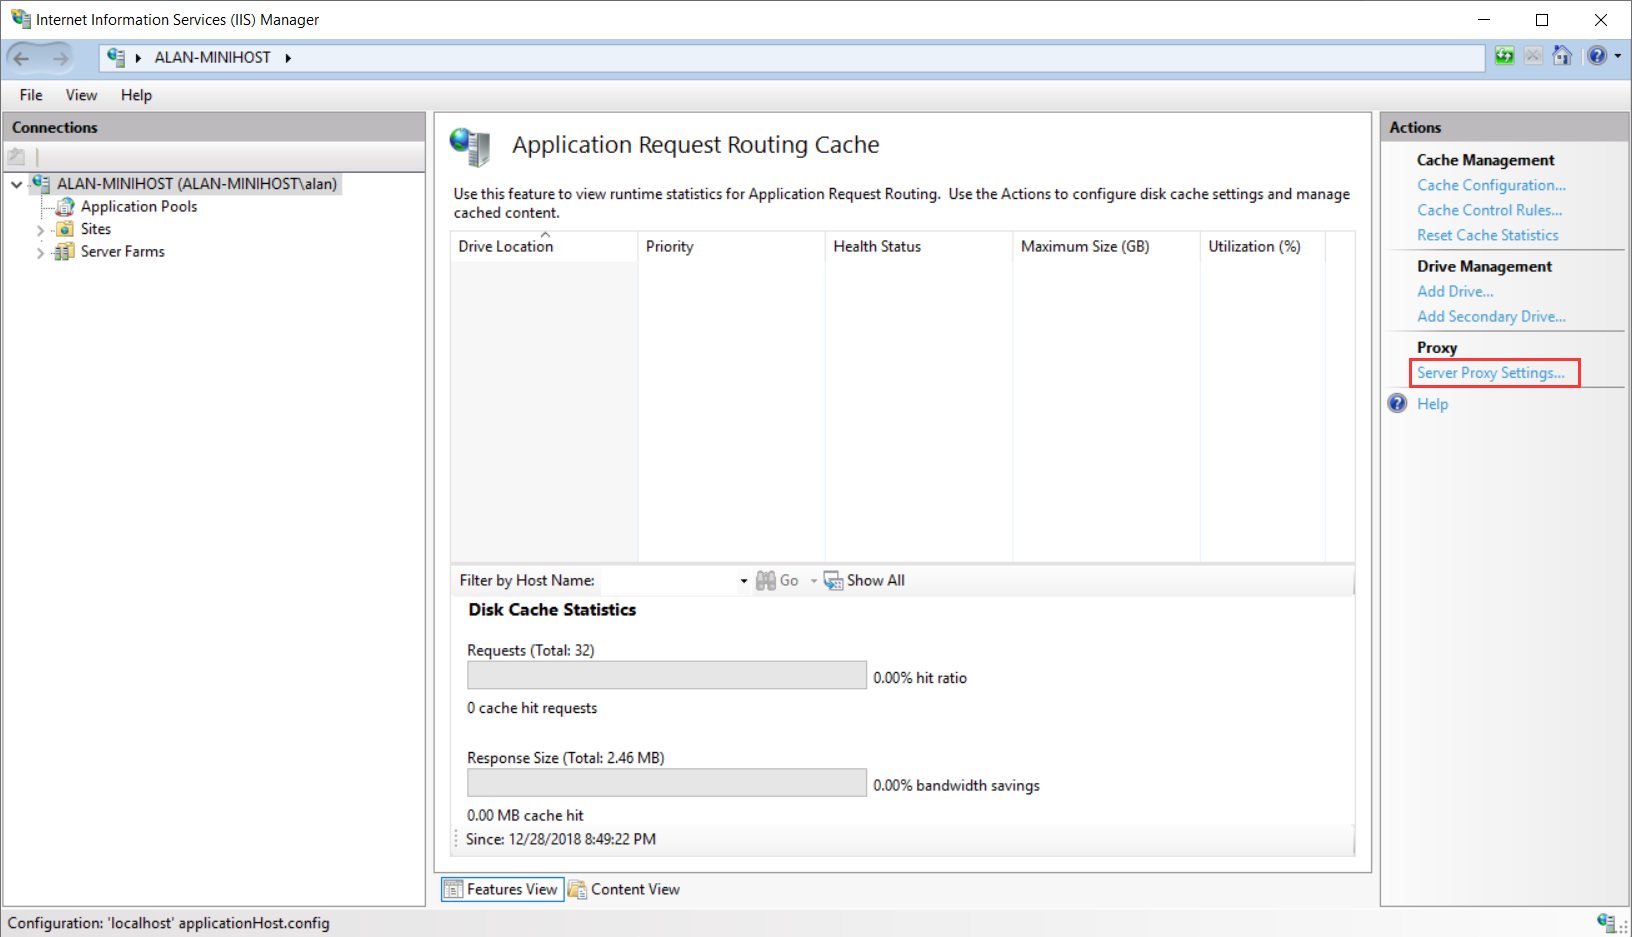 Internet Information Services (IIS) Manager
ALAN-MINIHOST
File View Help
Connections
ALAN-MINIHOST (ALAN-MINIHOST\alan)
Application Pools
Sites
Server Farms
Application Request Routing Cache
Use this feature to view runtime statistics for Application Request Routing.  Use the Actions to configure disk cache settings and manage
cached content.
Drive Location Priority Health Status Maximum Size (GB) Utilization (%)
Filter by Host Name: Go Show All
Disk Cache Statistics
Requests (Total: 32)
0.00% hit ratio
0 cache hit requests
Response Size (Total: 2.46 MB)
0.00% bandwidth savings
0.00 MB cache hit
Since: 12/28/2018 8:49:22 PM
Features View Content View
Actions
Cache Management
Cache Configuration...
Cache Control Rules...
Reset Cache Statistics
Drive Management
Add Drive...
Add Secondary Drive...
Proxy
Server Proxy Settings...
Help
Configuration: 'localhost' applicationHost.config